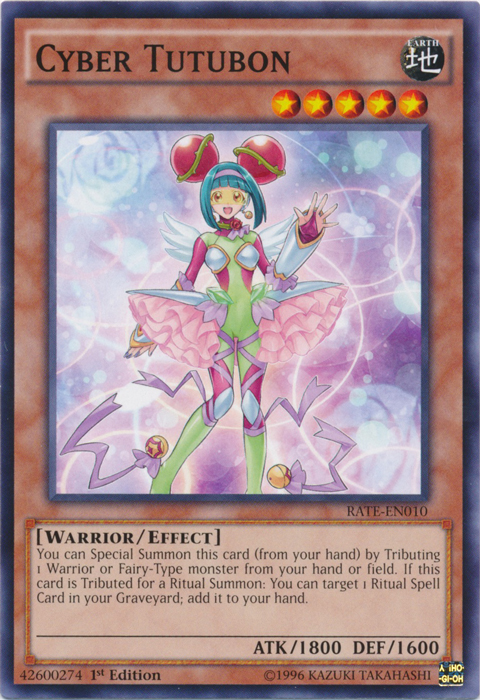 CYBER TUTUBON
EARTH
地
RATE-EN010
[WARRIOR/EFFECT]
You can Special Summon this card (from your hand) by Tributing
1 Warrior or Fairy-Type monster from your hand or field. If this
card is Tributed for a Ritual Summon: You can target 1 Ritual Spell
Card in your Graveyard; add it to your hand.
ATK/1800 DEF/1600
42600274 1st Edition ©1996 KAZUKI TAKAHASHI